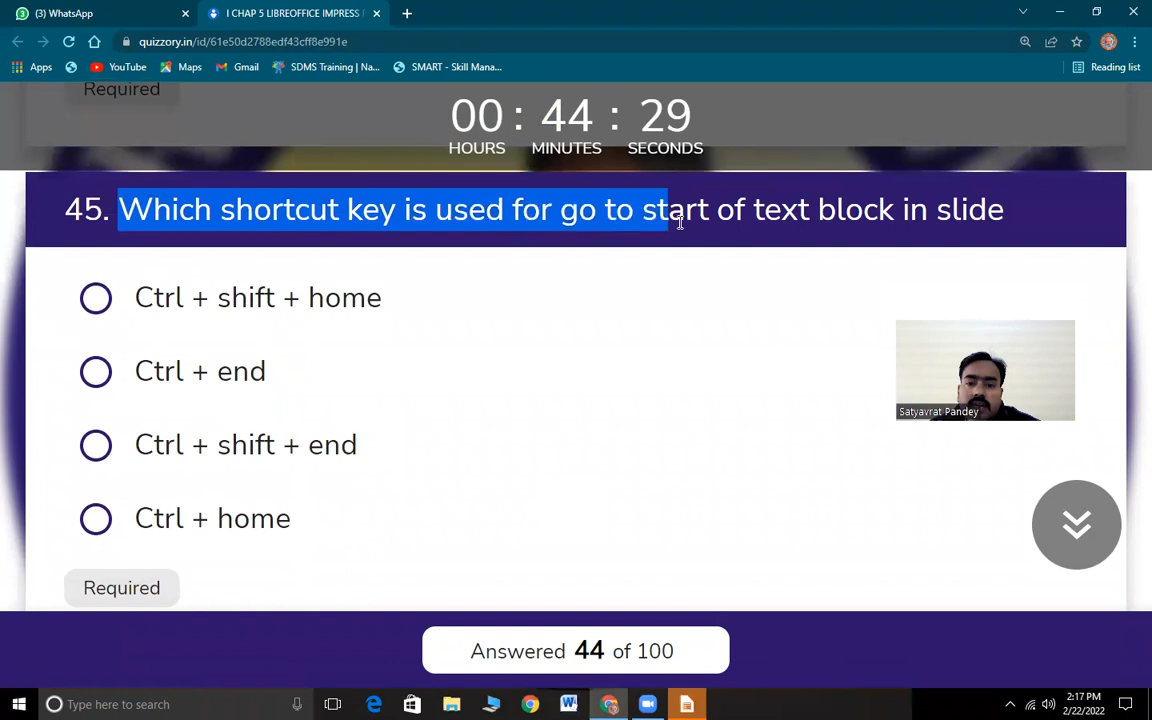 (3) WhatsApp
I CHAP 5 LIBREOFFICE IMPRESS
quizzory.in/id/61e50d2788edf43cff8e991e
Apps
YouTube
Maps
Gmail
SDMS Training | Na...
SMART - Skill Mana...
Reading list
Required
00 : 44 : 29
HOURS MINUTES SECONDS
45. Which shortcut key is used for go to start of text block in slide
Ctrl + shift + home
Ctrl + end
Ctrl + shift + end
Ctrl + home
Satyavrat Pandey
Required
Answered 44 of 100
Type here to search
2:17 PM
2/22/2022